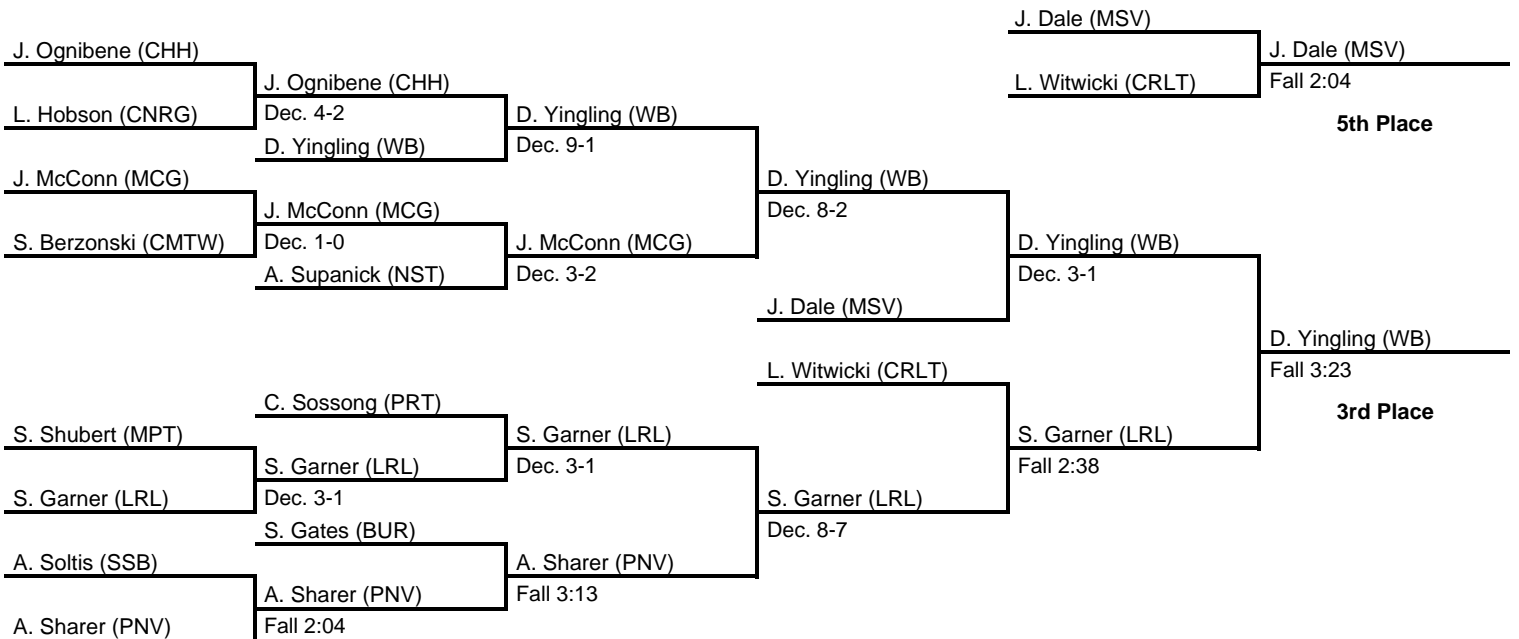 J. Dale (MSV)
J. Ognibene (CHH)
J. Dale (MSV)
J. Ognibene (CHH)
L. Witwicki (CRLT)
Fall 2:04
L. Hobson (CNRG)
Dec. 4-2
D. Yingling (WB)
5th Place
D. Yingling (WB)
Dec. 9-1
J. McConn (MCG)
D. Yingling (WB)
J. McConn (MCG)
Dec. 8-2
S. Berzonski (CMTW)
Dec. 1-0
J. McConn (MCG)
D. Yingling (WB)
A. Supanick (NST)
Dec. 3-2
Dec. 3-1
J. Dale (MSV)
D. Yingling (WB)
L. Witwicki (CRLT)
Fall 3:23
C. Sossong (PRT)
3rd Place
S. Shubert (MPT)
S. Garner (LRL)
S. Garner (LRL)
S. Garner (LRL)
Dec. 3-1
Fall 2:38
S. Garner (LRL)
Dec. 3-1
S. Garner (LRL)
S. Gates (BUR)
Dec. 8-7
A. Soltis (SSB)
A. Sharer (PNV)
A. Sharer (PNV)
Fall 3:13
A. Sharer (PNV)
Fall 2:04